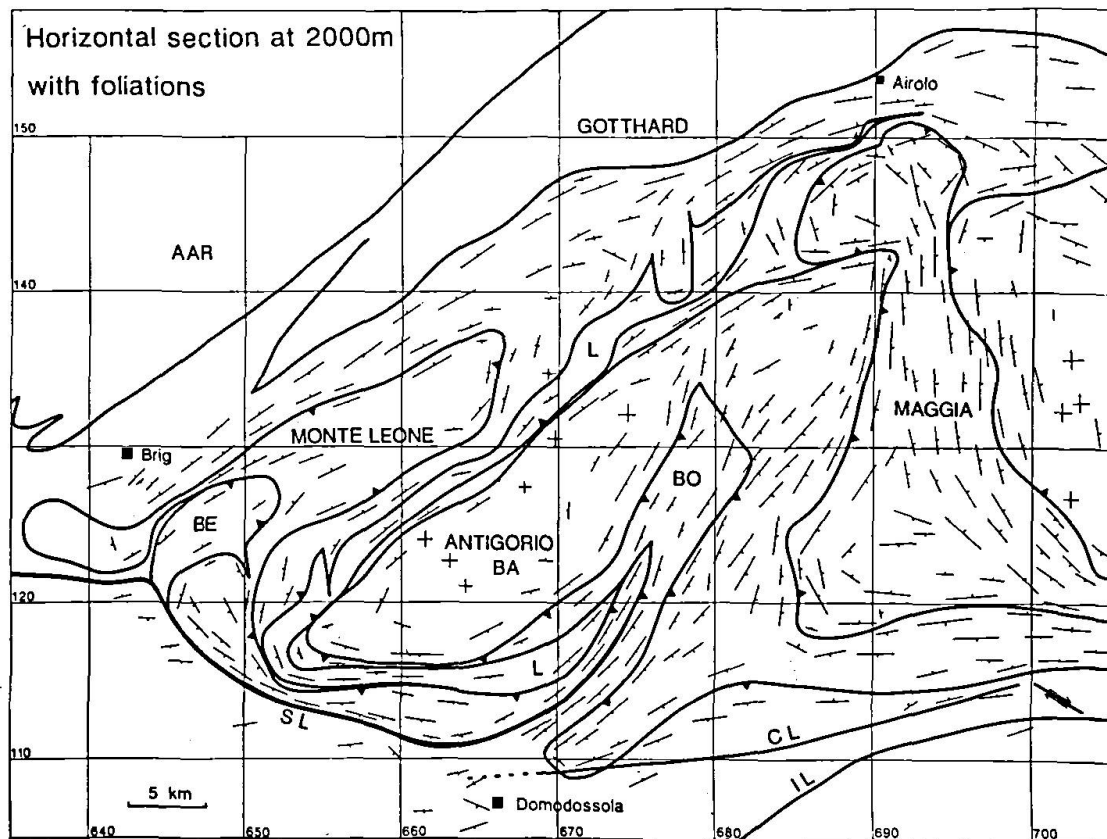 Horizontal section at 2000m
with foliations
Airolo
150
GOTTHARD
AAR
140
L
MAGGIA
MONTE LEONE
Brig
BO
BE
ANTIGORIO
BA
120
L
SL
CL
110
IL
5 km
Domodossola
640
650
660
670
680
690
700